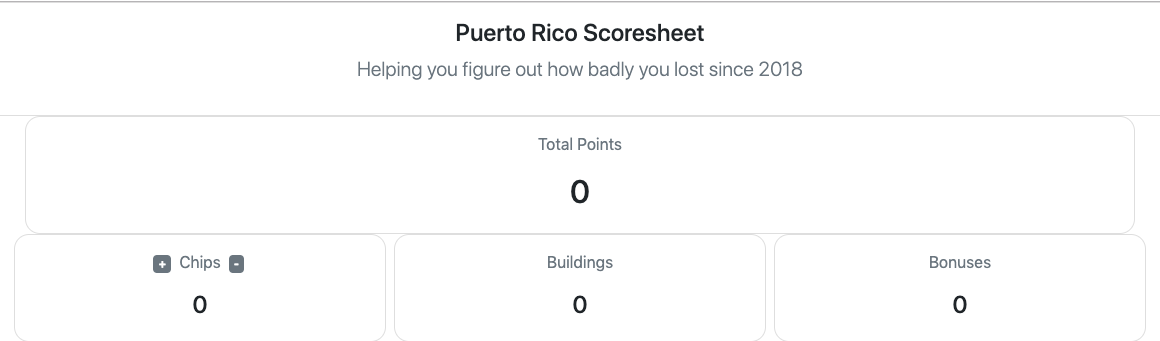 Puerto Rico Scoresheet
Helping you figure out how badly you lost since 2018
Total Points
0
+ Chips -
0
Buildings
0
Bonuses
0